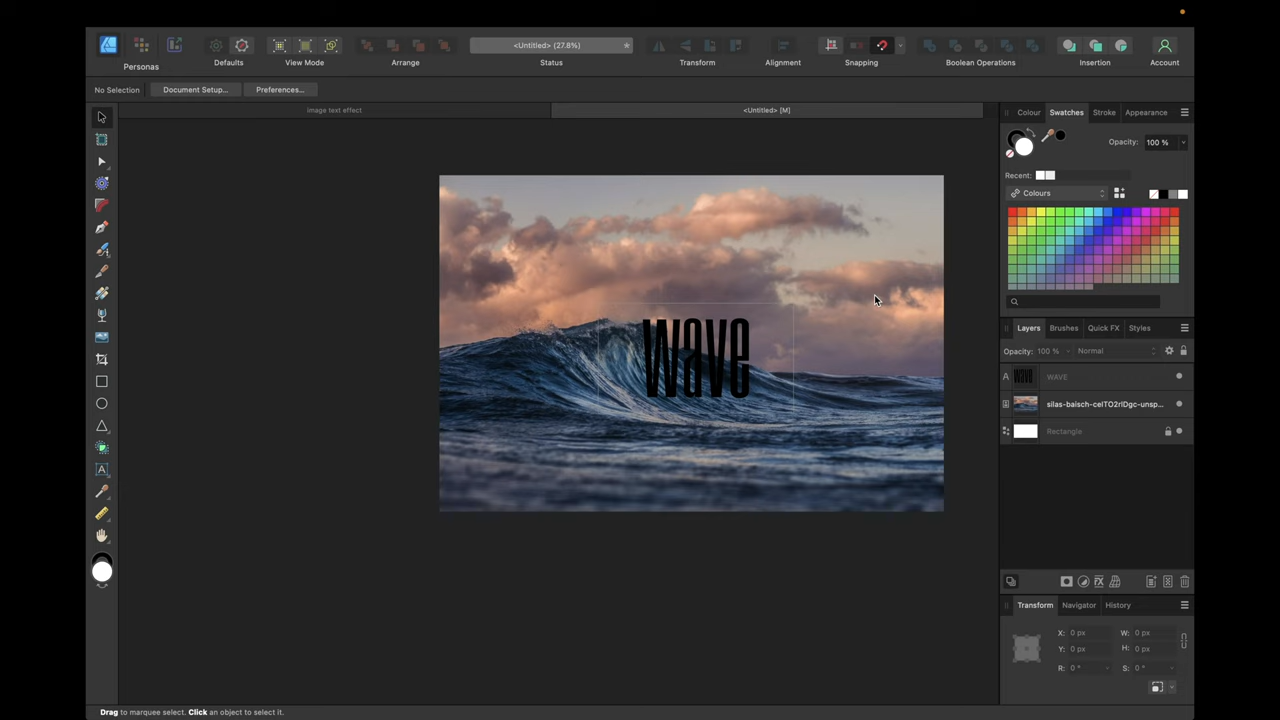 <Untitled> (27.8%)
Personas
Defaults
View Mode
Arrange
Status
Transform
Snapping
Alignment
Boolean Operations
Insertion
Account
No Selection
Document Setup...
Preferences...
image text effect
<Untitled> [M]
Colour
Swatches
Stroke
Appearance
Opacity:
100 %
Recent:
Colours
wave
Layers
Brushes
Quick FX
Styles
Opacity:
100 %
Normal
A
WAVE
silas-baisch-ceITO2rlDgc-unsp...
Rectangle
A
Transform
Navigator
History
X:
0 px
W:
0 px
Y:
0 px
H:
0 px
R:
0 °
S:
0 °
Drag to marquee select. Click an object to select it.